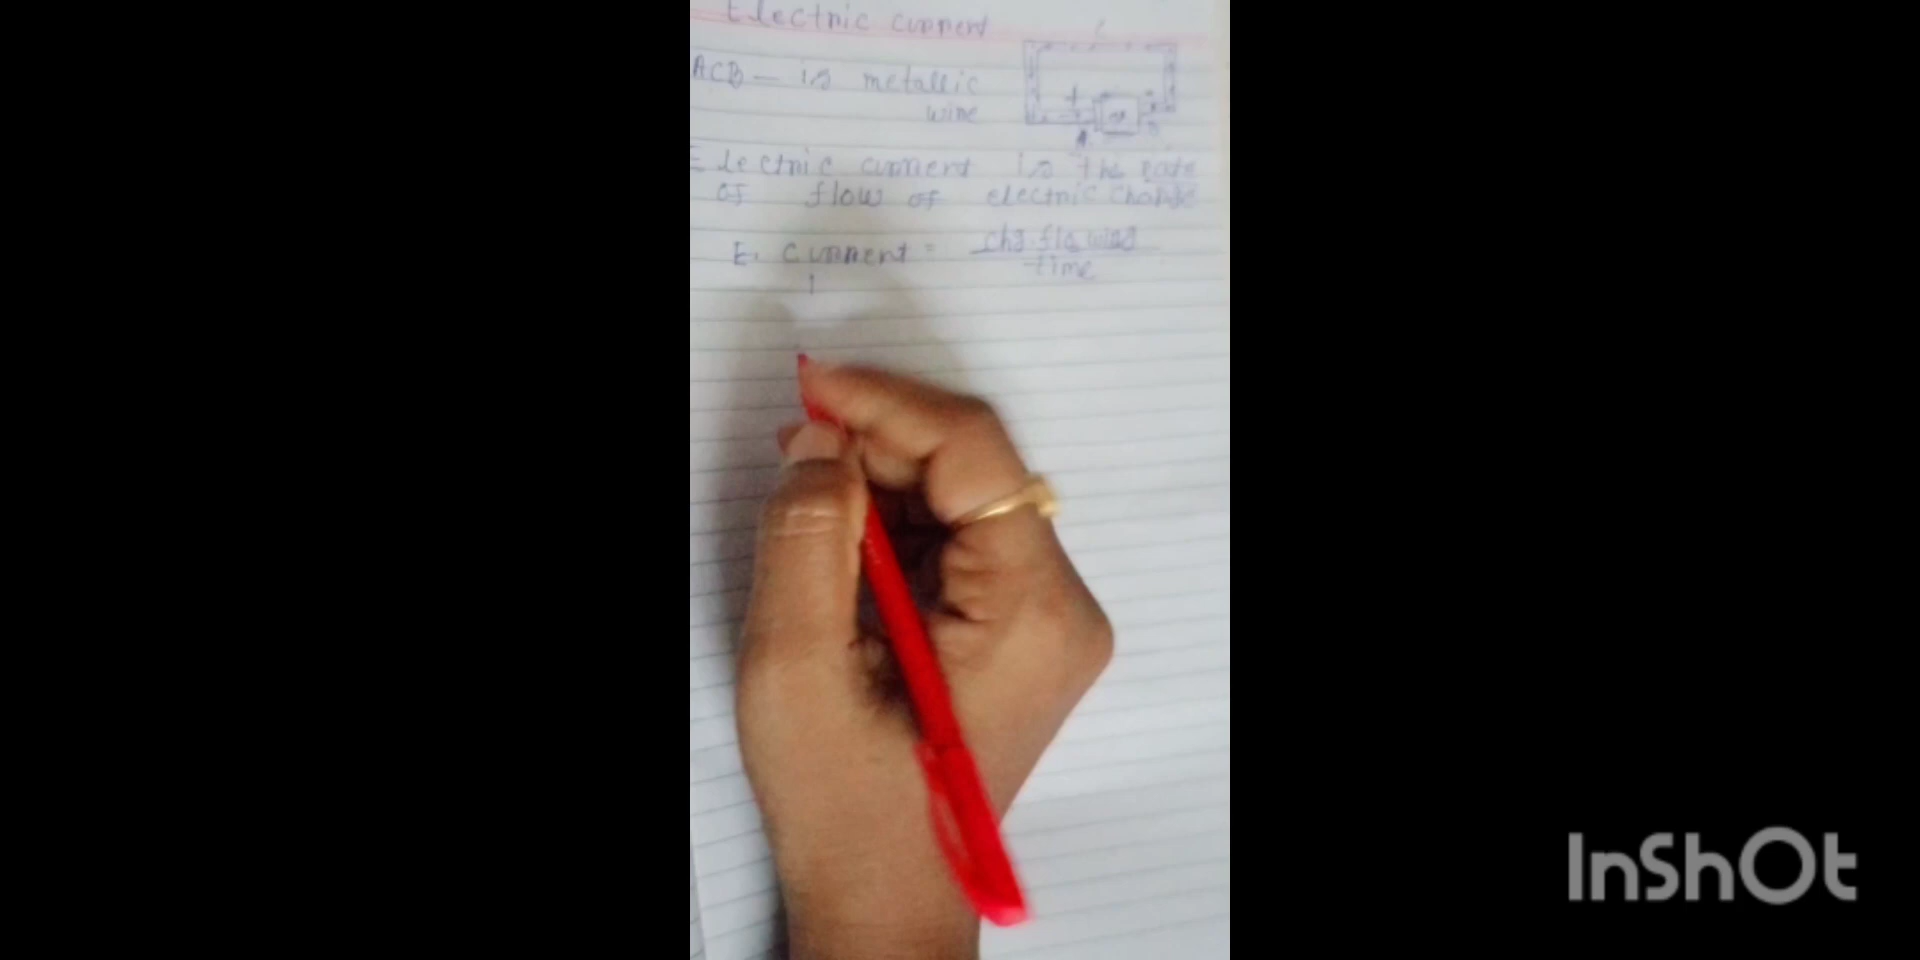 Electric current
ACB - is metallic
wire
+ -
A B
Electric current is the rate
of flow of electric charge
E. Current = chg. flowing
time
I
InShOt